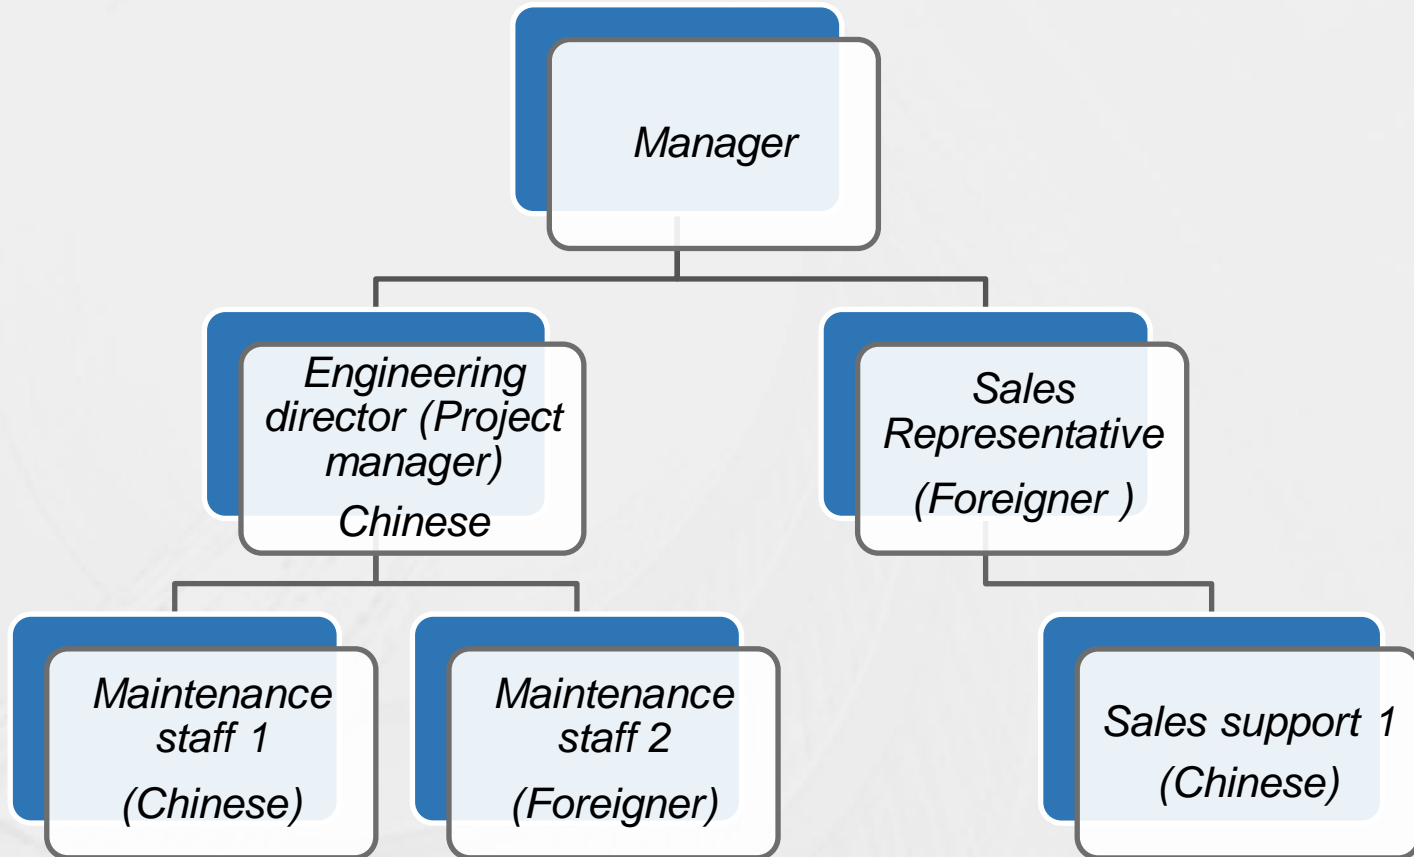 Manager
Engineering
director (Project
manager)
Chinese
Sales
Representative
(Foreigner )
Maintenance
staff 1
(Chinese)
Maintenance
staff 2
(Foreigner)
Sales support 1
(Chinese)